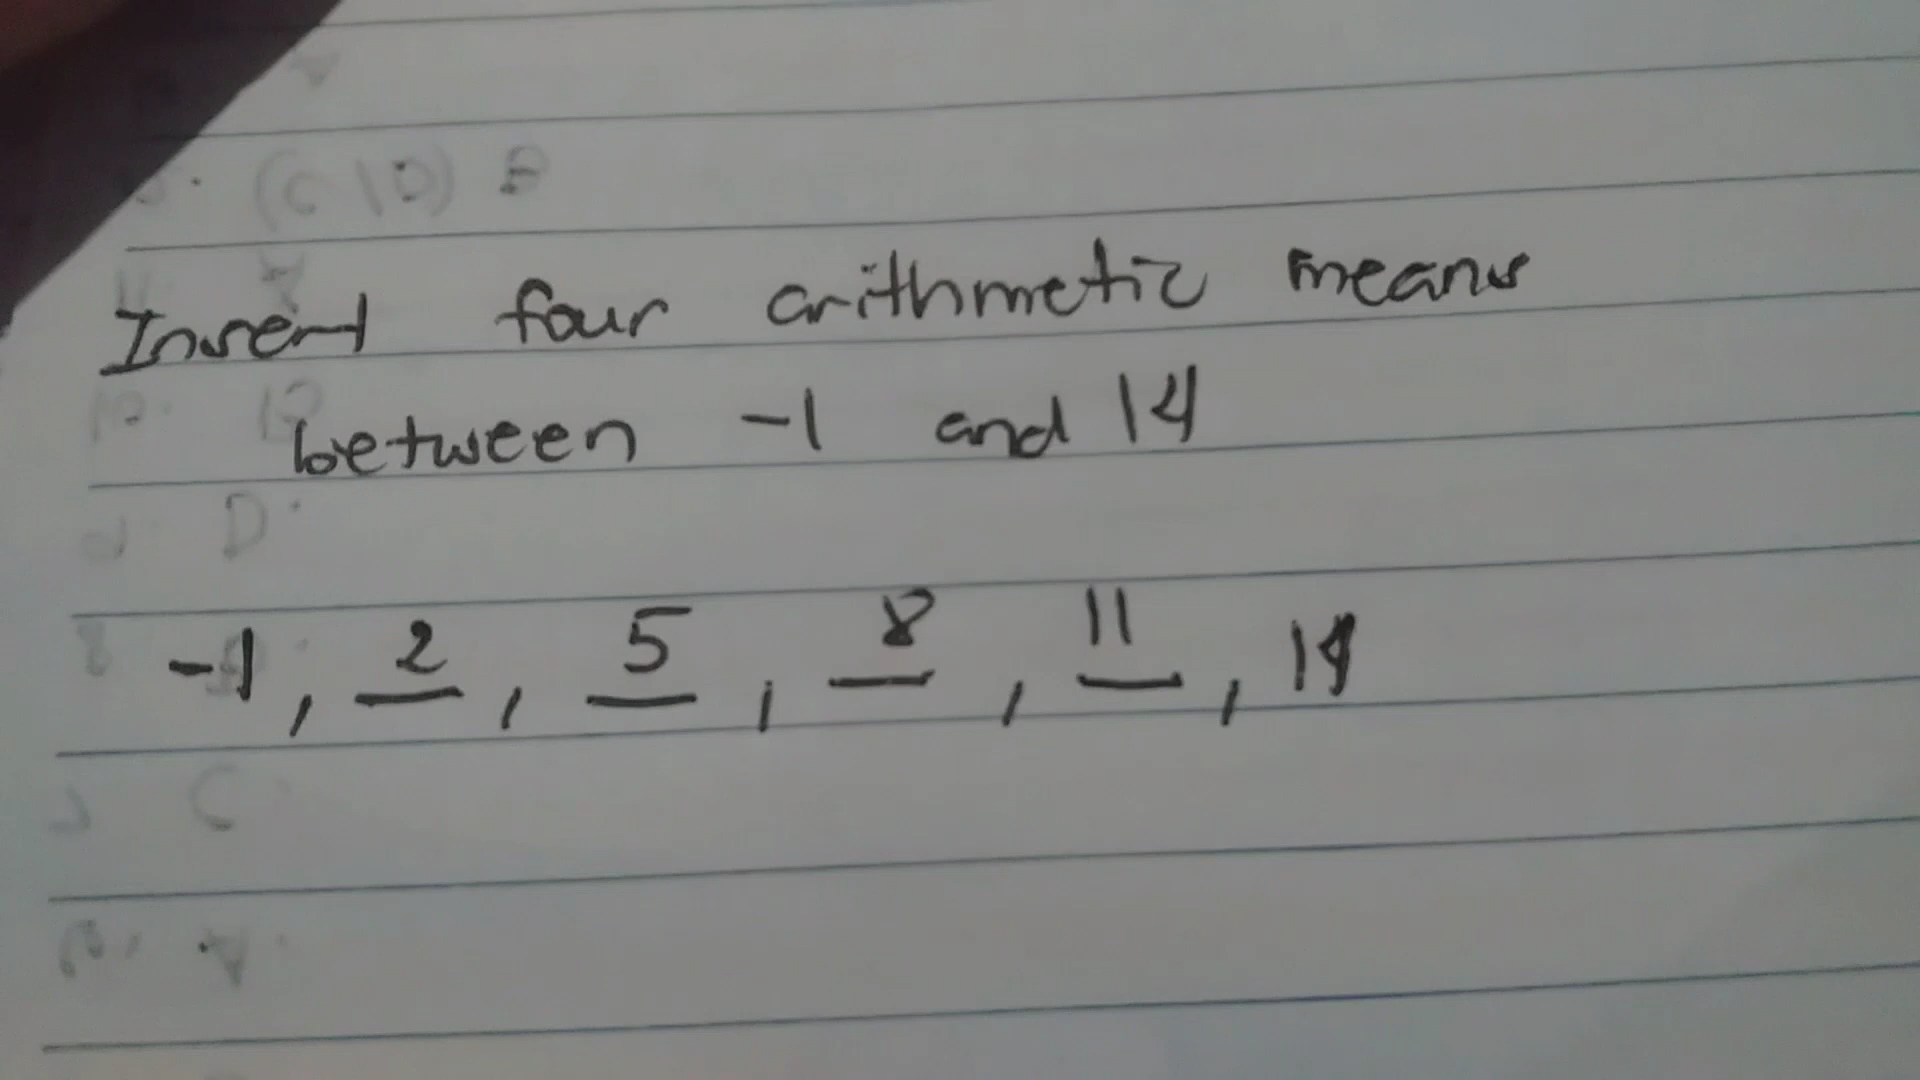 Insert four arithmetic means
between -1 and 14
-1, 2, 5, 8, 11, 14